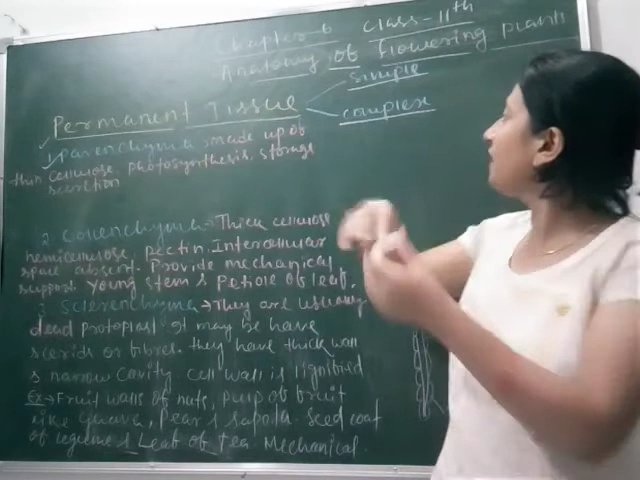 Chapter-6 Class-11th
Anatomy of Flowering plants
Permanent Tissue
Simple
Complex
Parenchyma → made up of
thin cellulose, photosynthesis, storage
secretion
2. Collenchyma → Thick cellulose
hemicellulose, pectin. Intercellular
space absent. Provide mechanical
support. Young stem & Petiole of leaf.
3. Sclerenchyma → They are usually
dead protoplast. It may be have
scerids or fibres. they have thick wall
& narrow cavity cell wall is lignified
Ex → Fruit walls of nuts, pulp of fruit
like Guava, Pear & Sapota. Seed coat
of legumes & Leaf of Tea Mechanical.